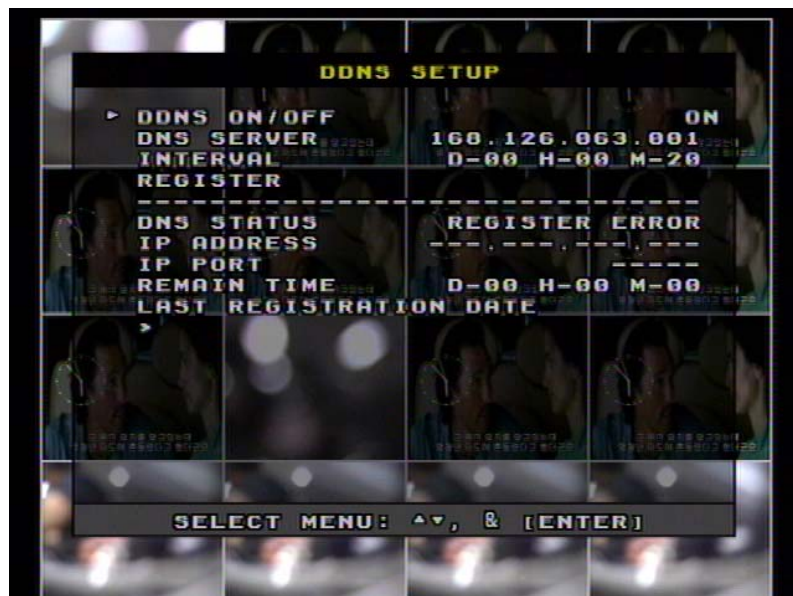 DDNS SETUP
► DDNS ON/OFF ON
DNS SERVER 168.126.063.001
INTERVAL D-00 H-00 M-20
REGISTER
------------------------------
DNS STATUS REGISTER ERROR
IP ADDRESS ---.---.---.---
IP PORT -----
REMAIN TIME D-00 H-00 M-00
LAST REGISTRATION DATE
>
SELECT MENU: ▲▼, & [ENTER]